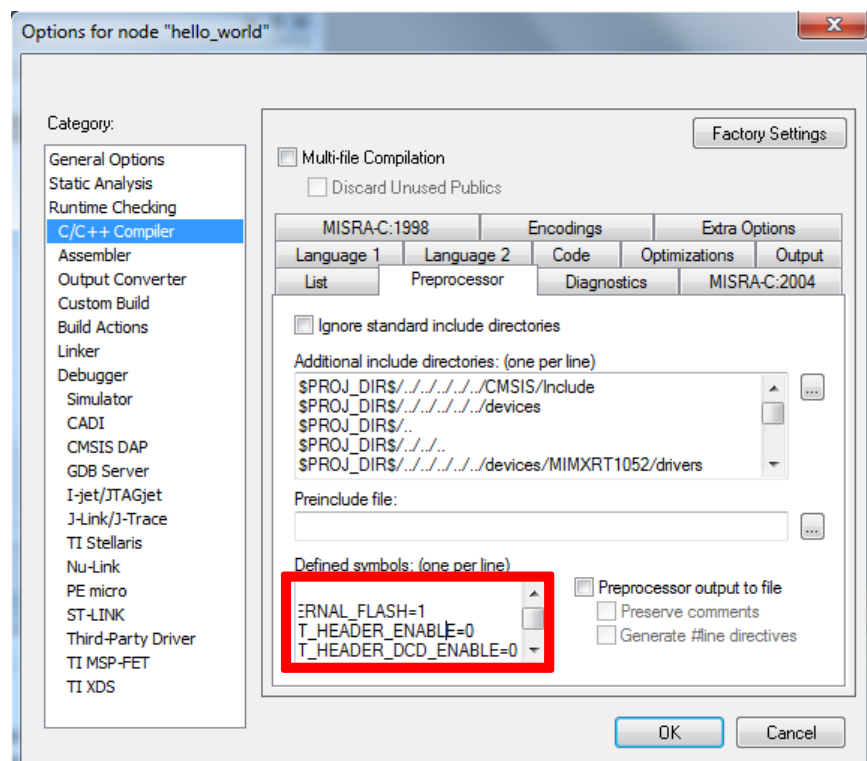 Options for node "hello_world"
Category:
General Options
Static Analysis
Runtime Checking
C/C++ Compiler
Assembler
Output Converter
Custom Build
Build Actions
Linker
Debugger
Simulator
CADI
CMSIS DAP
GDB Server
I-jet/JTAGjet
J-Link/J-Trace
TI Stellaris
Nu-Link
PE micro
ST-LINK
Third-Party Driver
TI MSP-FET
TI XDS
Factory Settings
Multi-file Compilation
Discard Unused Publics
MISRA-C:1998 Encodings Extra Options
Language 1 Language 2 Code Optimizations Output
List Preprocessor Diagnostics MISRA-C:2004
Ignore standard include directories
Additional include directories: (one per line)
$PROJ_DIR$/../../../../../CMSIS/Include
$PROJ_DIR$/../../../../../devices
$PROJ_DIR$/..
$PROJ_DIR$/../../..
$PROJ_DIR$/../../../../../devices/MIMXRT1052/drivers
...
Preinclude file:
...
Defined symbols: (one per line)
ERNAL_FLASH=1
T_HEADER_ENABLE=0
T_HEADER_DCD_ENABLE=0
Preprocessor output to file
Preserve comments
Generate #line directives
OK Cancel